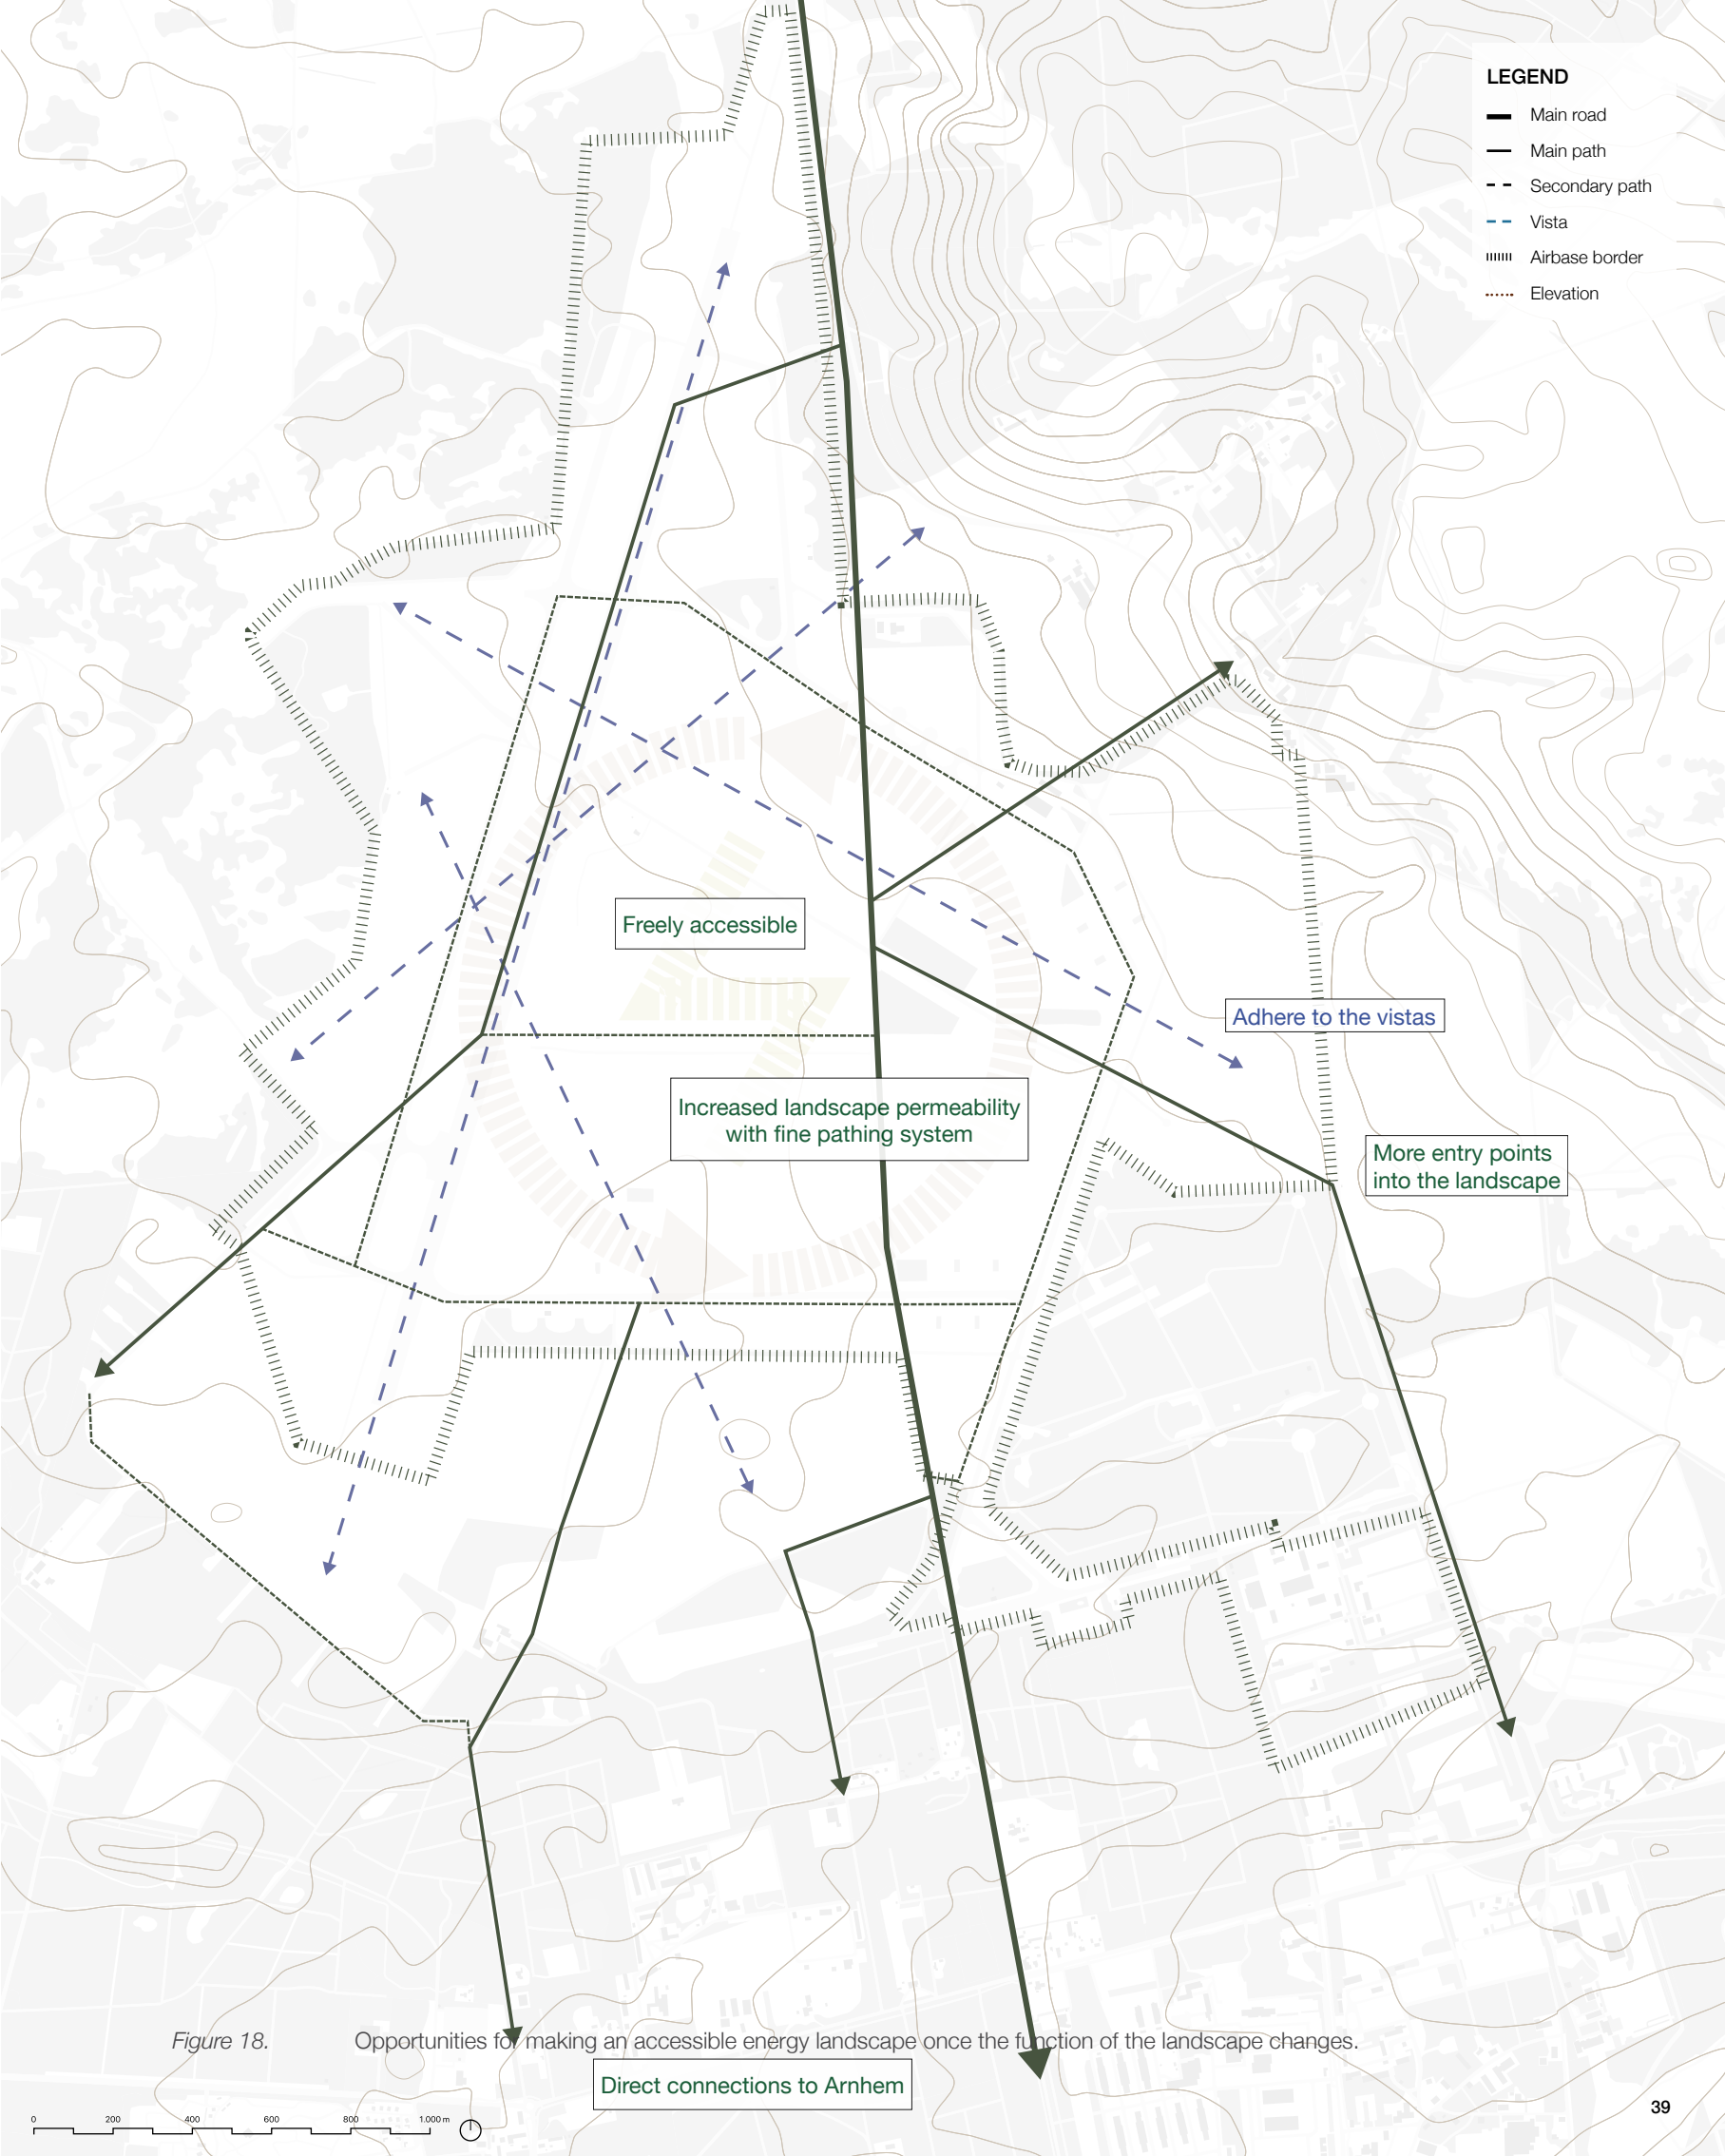 LEGEND
Main road
Main path
Secondary path
Vista
Airbase border
Elevation
Freely accessible
Adhere to the vistas
Increased landscape permeability
with fine pathing system
More entry points
into the landscape
Figure 18. Opportunities for making an accessible energy landscape once the function of the landscape changes.
Direct connections to Arnhem
39
0 200 400 600 800 1.000 m